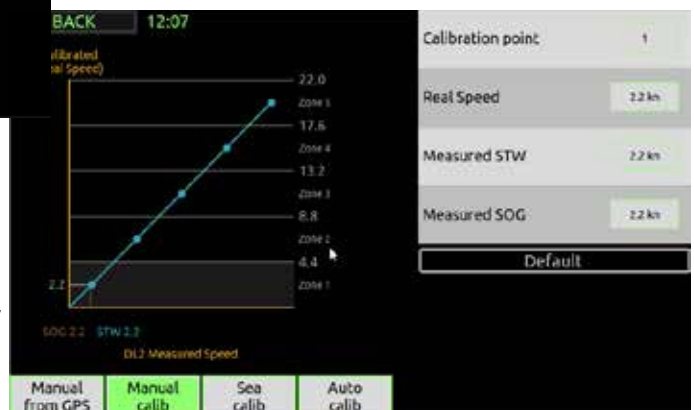 BACK 12:07
Calibration point 1
alibrated
al Speed)
22.0
Zone 5
17.6
Zone 4
13.2
Zone 3
8.8
Zone 2
4.4
Zone 1
2.2
SOG 2.2 STW 2.2
DL2 Measured Speed
Real Speed 2.2 kn
Measured STW 2.2 kn
Measured SOG 2.2 kn
Default
Manual from GPS
Manual calib
Sea calib
Auto calib